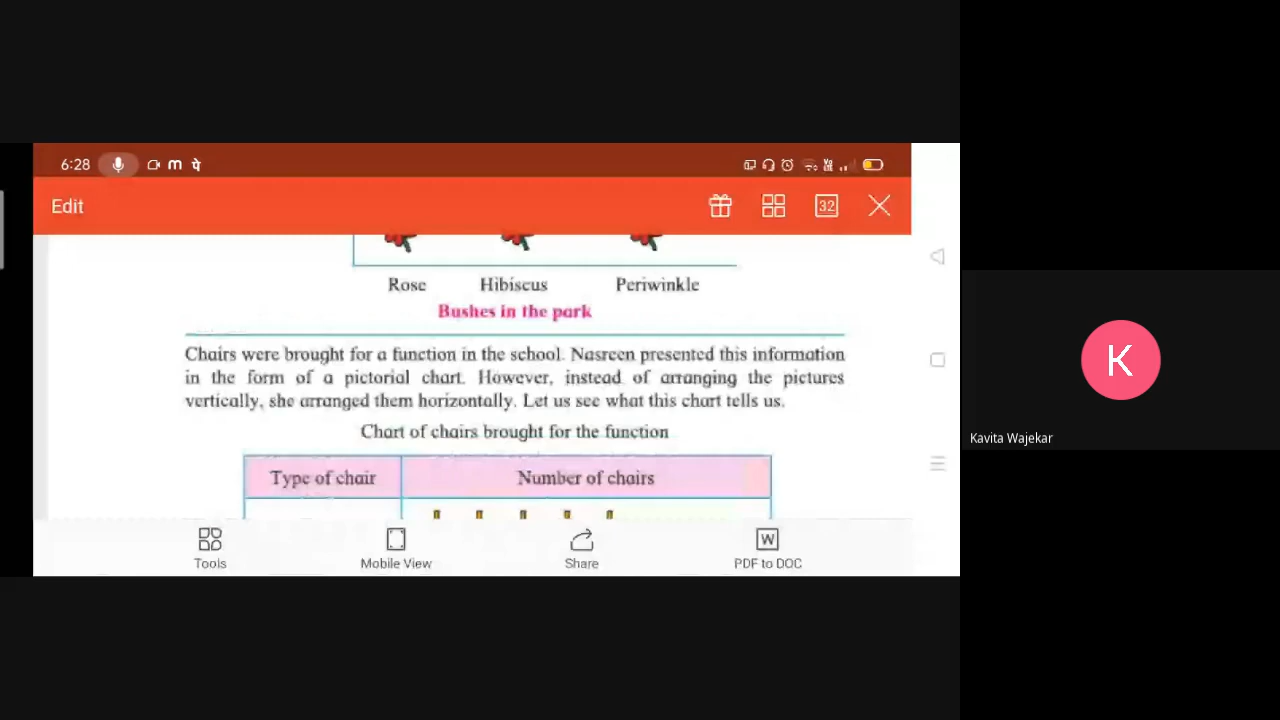 6:28
Edit
32
Rose Hibiscus Periwinkle
Bushes in the park
Chairs were brought for a function in the school. Nasreen presented this information
in the form of a pictorial chart. However, instead of arranging the pictures
vertically, she arranged them horizontally. Let us see what this chart tells us.
Chart of chairs brought for the function
Type of chair Number of chairs
W
Tools Mobile View Share PDF to DOC
K
Kavita Wajekar